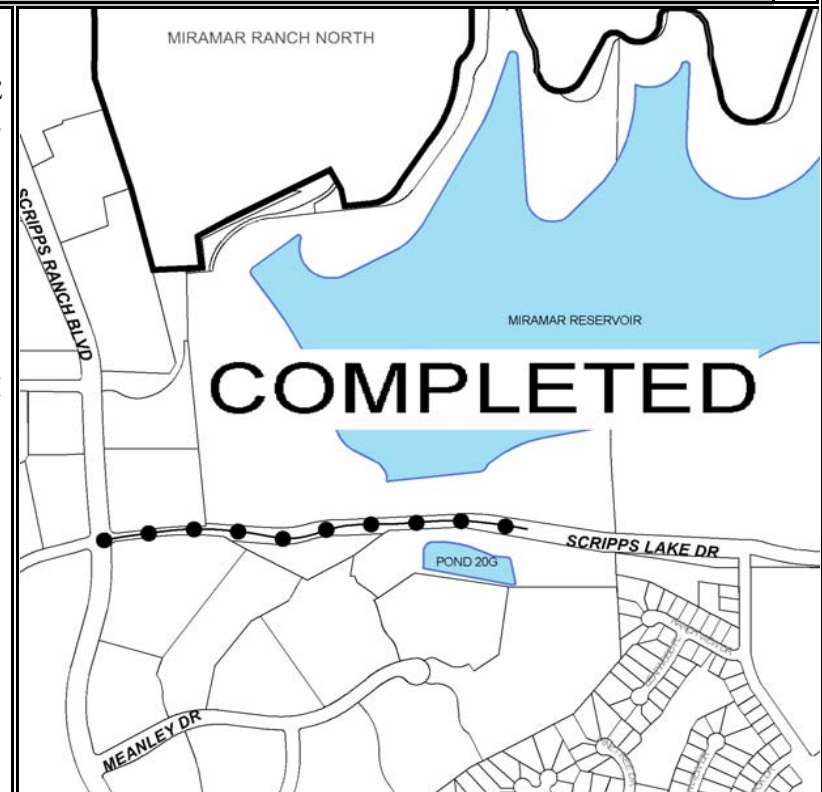 MIRAMAR RANCH NORTH
SCRIPPS RANCH BLVD
MIRAMAR RESERVOIR
COMPLETED
SCRIPPS LAKE DR
POND 20G
MEANLEY DR